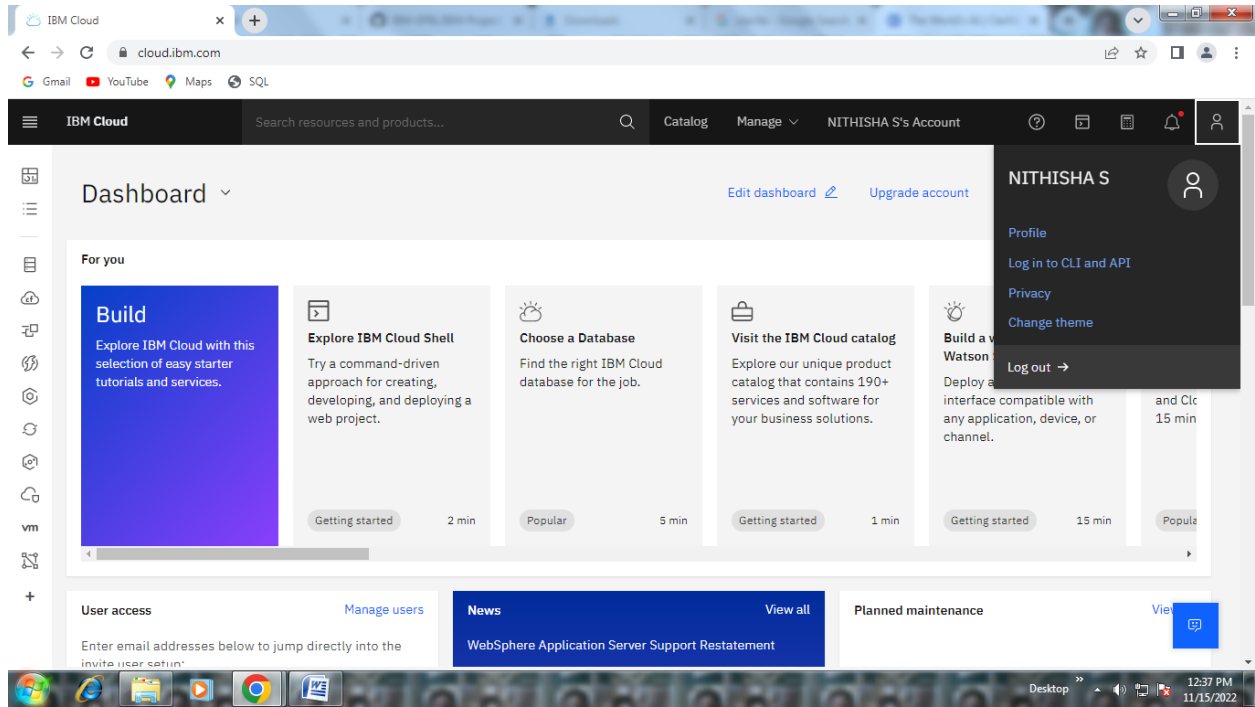 IBM Cloud
cloud.ibm.com
Gmail YouTube Maps SQL
IBM Cloud Search resources and products... Catalog Manage NITHISHA S's Account
NITHISHA S
Profile
Log in to CLI and API
Privacy
Change theme
Log out
Dashboard Edit dashboard Upgrade account
For you
Build
Explore IBM Cloud with this
selection of easy starter
tutorials and services.
Explore IBM Cloud Shell
Try a command-driven
approach for creating,
developing, and deploying a
web project.
Getting started 2 min
Choose a Database
Find the right IBM Cloud
database for the job.
Popular 5 min
Visit the IBM Cloud catalog
Explore our unique product
catalog that contains 190+
services and software for
your business solutions.
Getting started 1 min
Build a
Watson
Deploy a
interface compatible with
any application, device, or
channel.
Getting started 15 min
and Clo
15 min
Popula
vm
User access Manage users
Enter email addresses below to jump directly into the
invite user setup:
News View all
WebSphere Application Server Support Restatement
Planned maintenance Vie
Desktop
12:37 PM
11/15/2022